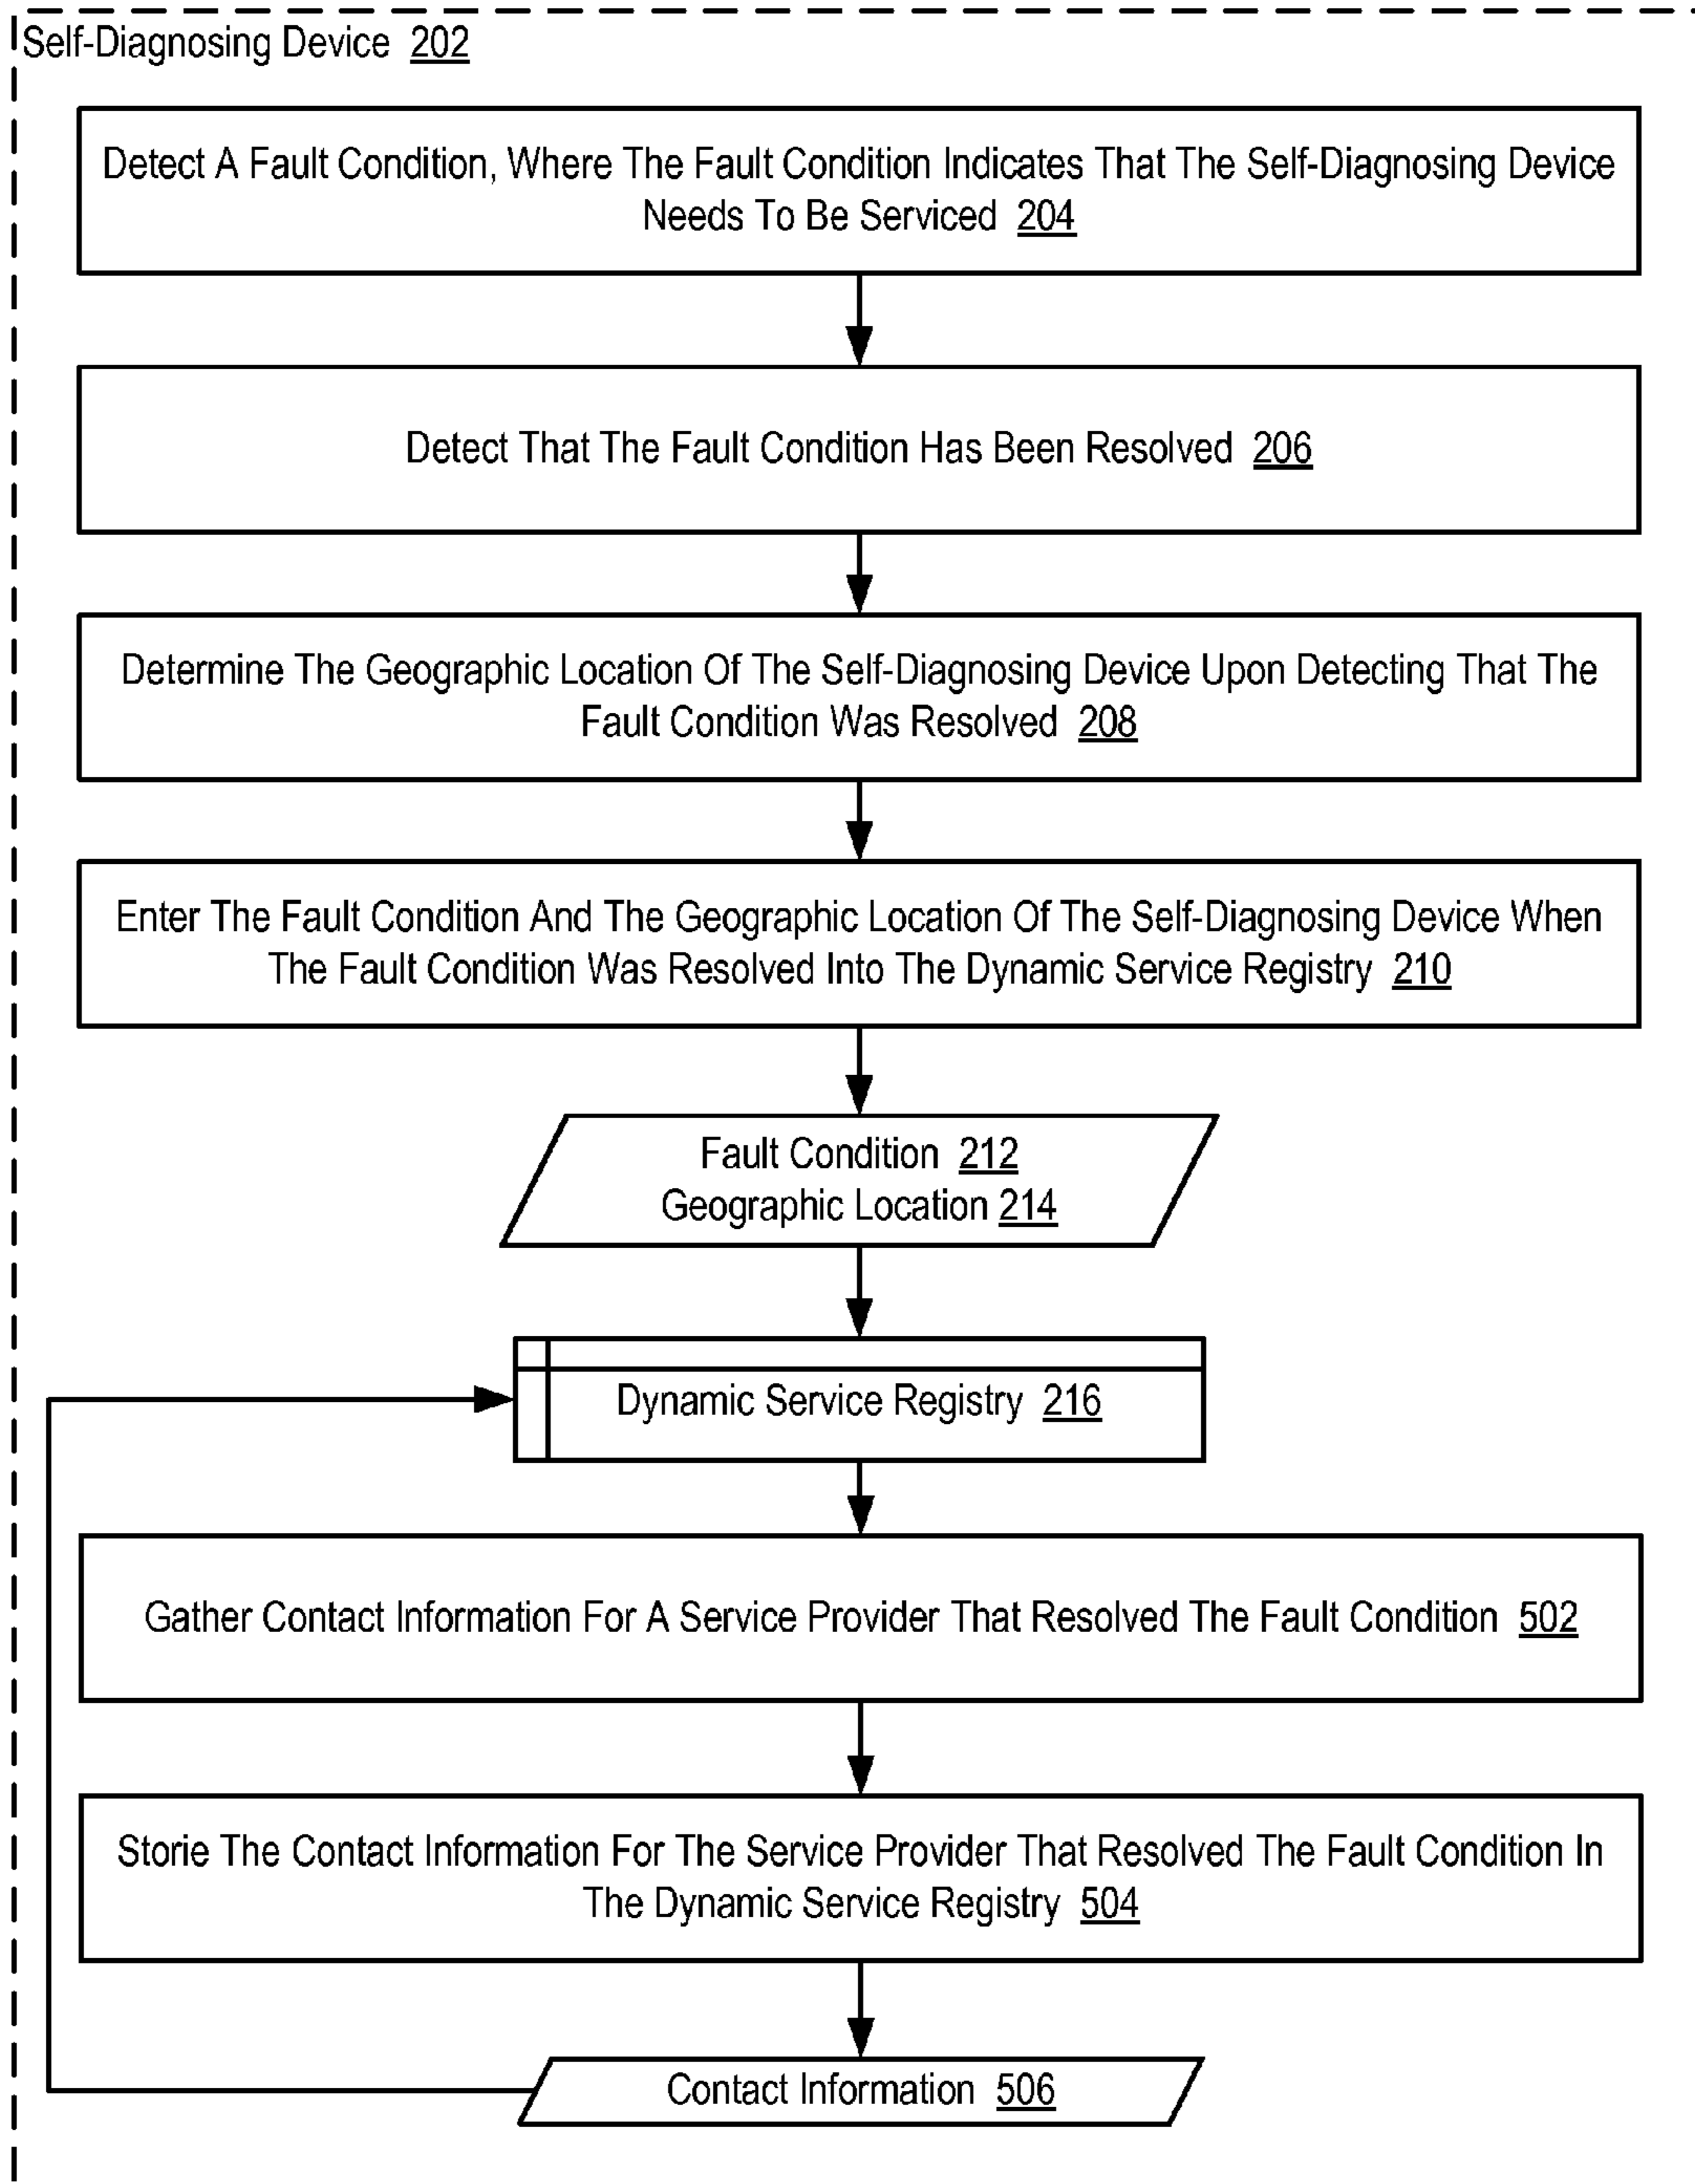 Self-Diagnosing Device 202
Detect A Fault Condition, Where The Fault Condition Indicates That The Self-Diagnosing Device
Needs To Be Serviced 204
Detect That The Fault Condition Has Been Resolved 206
Determine The Geographic Location Of The Self-Diagnosing Device Upon Detecting That The
Fault Condition Was Resolved 208
Enter The Fault Condition And The Geographic Location Of The Self-Diagnosing Device When
The Fault Condition Was Resolved Into The Dynamic Service Registry 210
Fault Condition 212
Geographic Location 214
Dynamic Service Registry 216
Gather Contact Information For A Service Provider That Resolved The Fault Condition 502
Storie The Contact Information For The Service Provider That Resolved The Fault Condition In
The Dynamic Service Registry 504
Contact Information 506